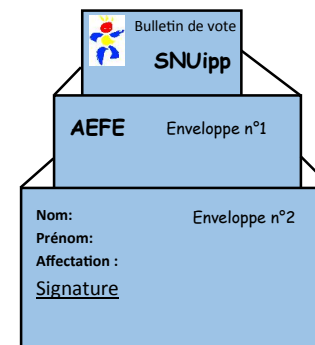 Bulletin de vote
SNUipp
AEFE Enveloppe n°1
Nom: Enveloppe n°2
Prénom:
Affectation :
Signature